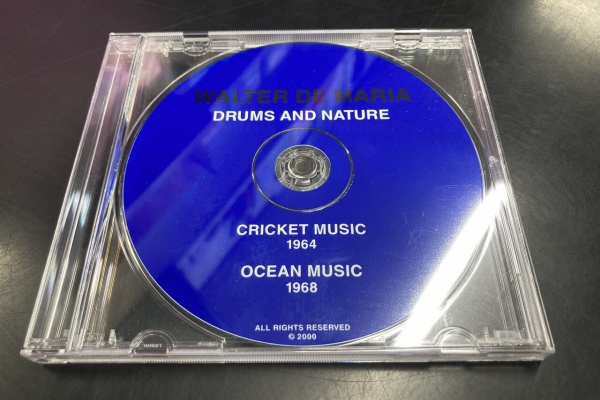 WALTER DE MARIA
DRUMS AND NATURE
CRICKET MUSIC
1964
OCEAN MUSIC
1968
ALL RIGHTS RESERVED
© 2000